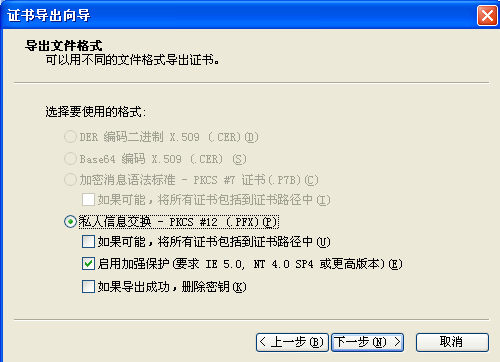 证书导出向导
导出文件格式
可以用不同的文件格式导出证书。
选择要使用的格式:
DER 编码二进制 X.509 (.CER)(D)
Base64 编码 X.509 (.CER) (S)
加密消息语法标准 - PKCS #7 证书(.P7B)(C)
如果可能，将所有证书包括到证书路径中(I)
私人信息交换 - PKCS #12 (.PFX)(P)
如果可能，将所有证书包括到证书路径中(U)
启用加强保护(要求 IE 5.0, NT 4.0 SP4 或更高版本)(E)
如果导出成功，删除密钥(K)
< 上一步(B) 下一步(N) > 取消